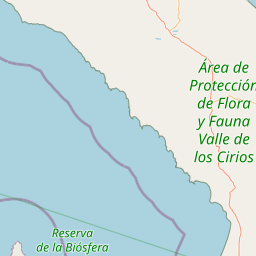 Área de
Protección
de Flora
y Fauna
Valle de
los Cirios
Reserva
de la Biósfera